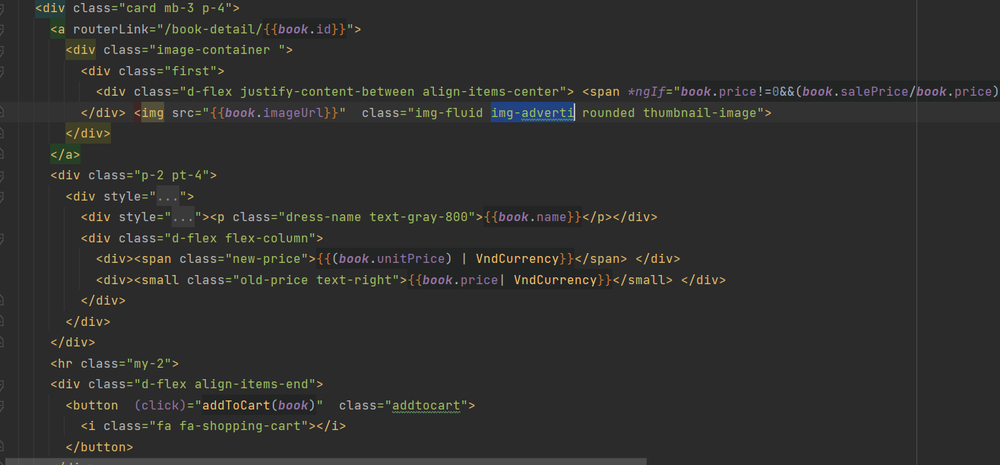 <div class="card mb-3 p-4">
<a routerLink="/book-detail/{{book.id}}">
<div class="image-container ">
<div class="first">
<div class="d-flex justify-content-between align-items-center"> <span *ngIf="book.price!=0&&(book.salePrice/book.price)
</div> <img src="{{book.imageUrl}}"  class="img-fluid img-adverti rounded thumbnail-image">
</div>
</a>
<div class="p-2 pt-4">
<div style="...">
<div style="..."><p class="dress-name text-gray-800">{{book.name}}</p></div>
<div class="d-flex flex-column">
<div><span class="new-price">{{(book.unitPrice) | VndCurrency}}</span> </div>
<div><small class="old-price text-right">{{book.price| VndCurrency}}</small> </div>
</div>
</div>
</div>
<hr class="my-2">
<div class="d-flex align-items-end">
<button  (click)="addToCart(book)"  class="addtocart">
<i class="fa fa-shopping-cart"></i>
</button>